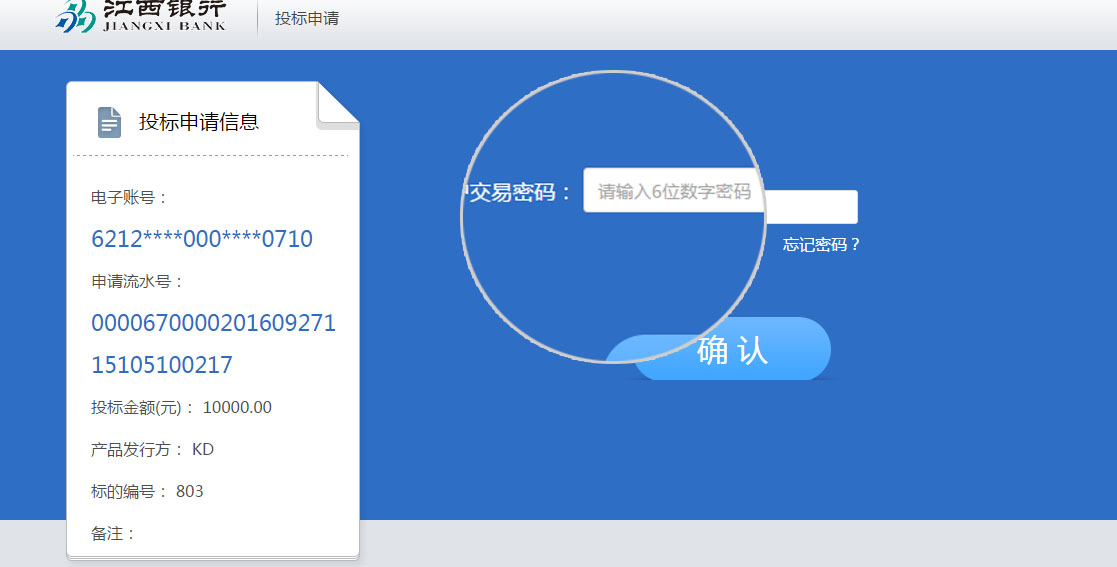 江西银行
JIANGXI BANK
投标申请
投标申请信息
电子账号：
6212****000****0710
申请流水号：
0000670000201609271
15105100217
投标金额(元)： 10000.00
产品发行方： KD
标的编号： 803
备注：
交易密码： 请输入6位数字密码
忘记密码？
确 认